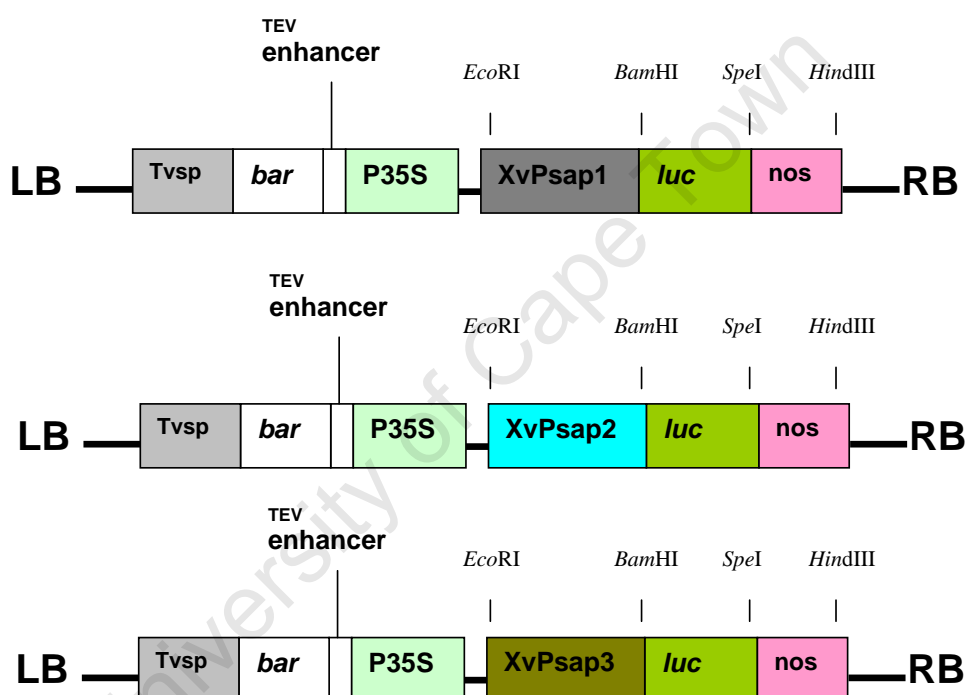 TEV
enhancer
EcoRI BamHI SpeI HindIII
LB Tvsp bar P35S XvPsap1 luc nos RB
TEV
enhancer
EcoRI BamHI SpeI HindIII
LB Tvsp bar P35S XvPsap2 luc nos RB
TEV
enhancer
EcoRI BamHI SpeI HindIII
LB Tvsp bar P35S XvPsap3 luc nos RB
University of Cape Town